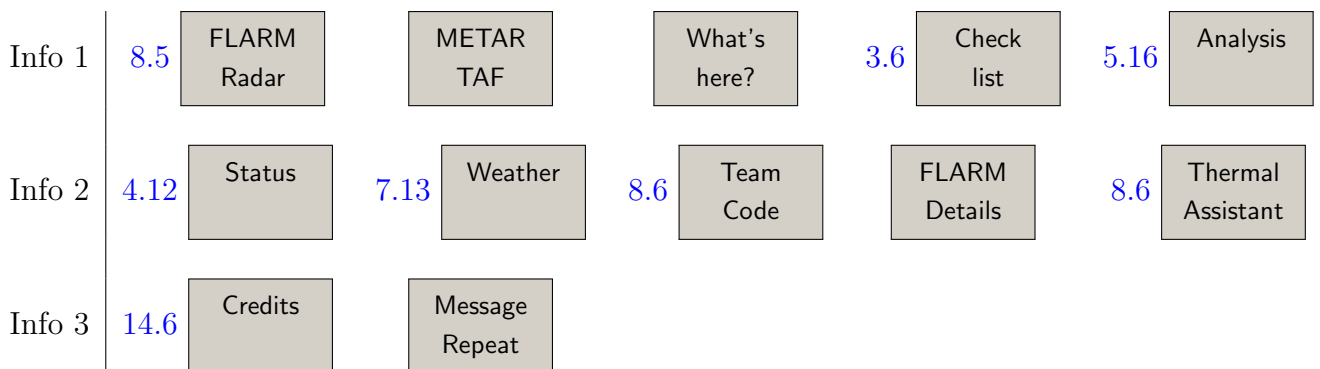 Info 1 8.5 FLARM Radar METAR TAF What's here? 3.6 Check list 5.16 Analysis
Info 2 4.12 Status 7.13 Weather 8.6 Team Code FLARM Details 8.6 Thermal Assistant
Info 3 14.6 Credits Message Repeat